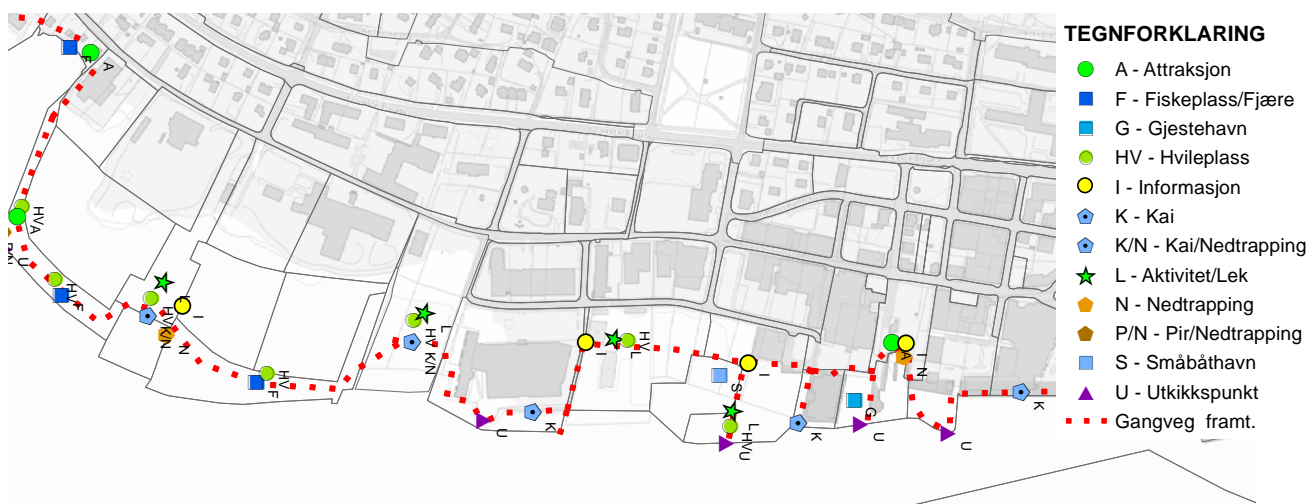 TEGNFORKLARING
A - Attraksjon
F - Fiskeplass/Fjære
G - Gjestehavn
HV - Hvileplass
I - Informasjon
K - Kai
K/N - Kai/Nedtrapping
L - Aktivitet/Lek
N - Nedtrapping
P/N - Pir/Nedtrapping
S - Småbåthavn
U - Utkikkspunkt
Gangveg framt.
F
A
HV
A
U
HV
F
L
I
HV
K/N
N
HV
F
L
HV
K/N
U
K
I
HV
L
I
S
L
HV
U
K
G
U
A
I
N
U
K